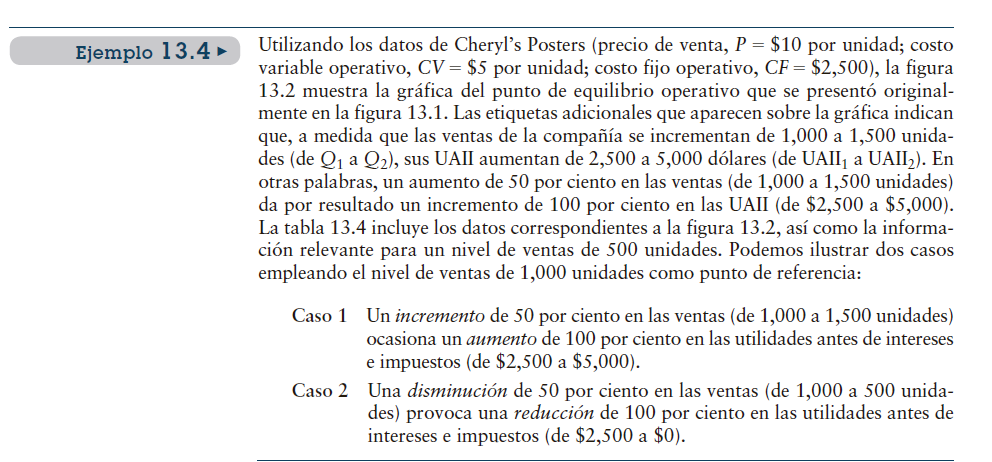 Ejemplo 13.4 ▸
Utilizando los datos de Cheryl’s Posters (precio de venta, P = $10 por unidad; costo
variable operativo, CV = $5 por unidad; costo fijo operativo, CF = $2,500), la figura
13.2 muestra la gráfica del punto de equilibrio operativo que se presentó original-
mente en la figura 13.1. Las etiquetas adicionales que aparecen sobre la gráfica indican
que, a medida que las ventas de la compañía se incrementan de 1,000 a 1,500 unida-
des (de Q₁ a Q₂), sus UAII aumentan de 2,500 a 5,000 dólares (de UAII₁ a UAII₂). En
otras palabras, un aumento de 50 por ciento en las ventas (de 1,000 a 1,500 unidades)
da por resultado un incremento de 100 por ciento en las UAII (de $2,500 a $5,000).
La tabla 13.4 incluye los datos correspondientes a la figura 13.2, así como la informa-
ción relevante para un nivel de ventas de 500 unidades. Podemos ilustrar dos casos
empleando el nivel de ventas de 1,000 unidades como punto de referencia:
Caso 1 Un incremento de 50 por ciento en las ventas (de 1,000 a 1,500 unidades)
ocasiona un aumento de 100 por ciento en las utilidades antes de intereses
e impuestos (de $2,500 a $5,000).
Caso 2 Una disminución de 50 por ciento en las ventas (de 1,000 a 500 unida-
des) provoca una reducción de 100 por ciento en las utilidades antes de
intereses e impuestos (de $2,500 a $0).